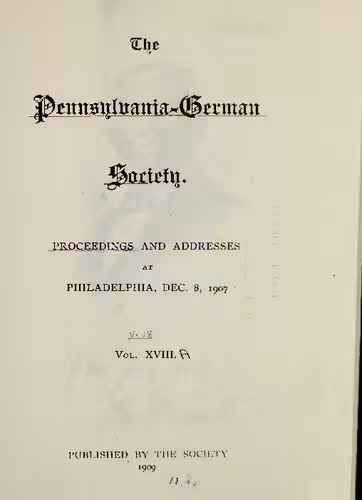 The
Pennsylvania-German
Society.
PROCEEDINGS AND ADDRESSES
AT
PHILADELPHIA, DEC. 8, 1907
v. 18
VOL. XVIII. A
PUBLISHED BY THE SOCIETY
1909